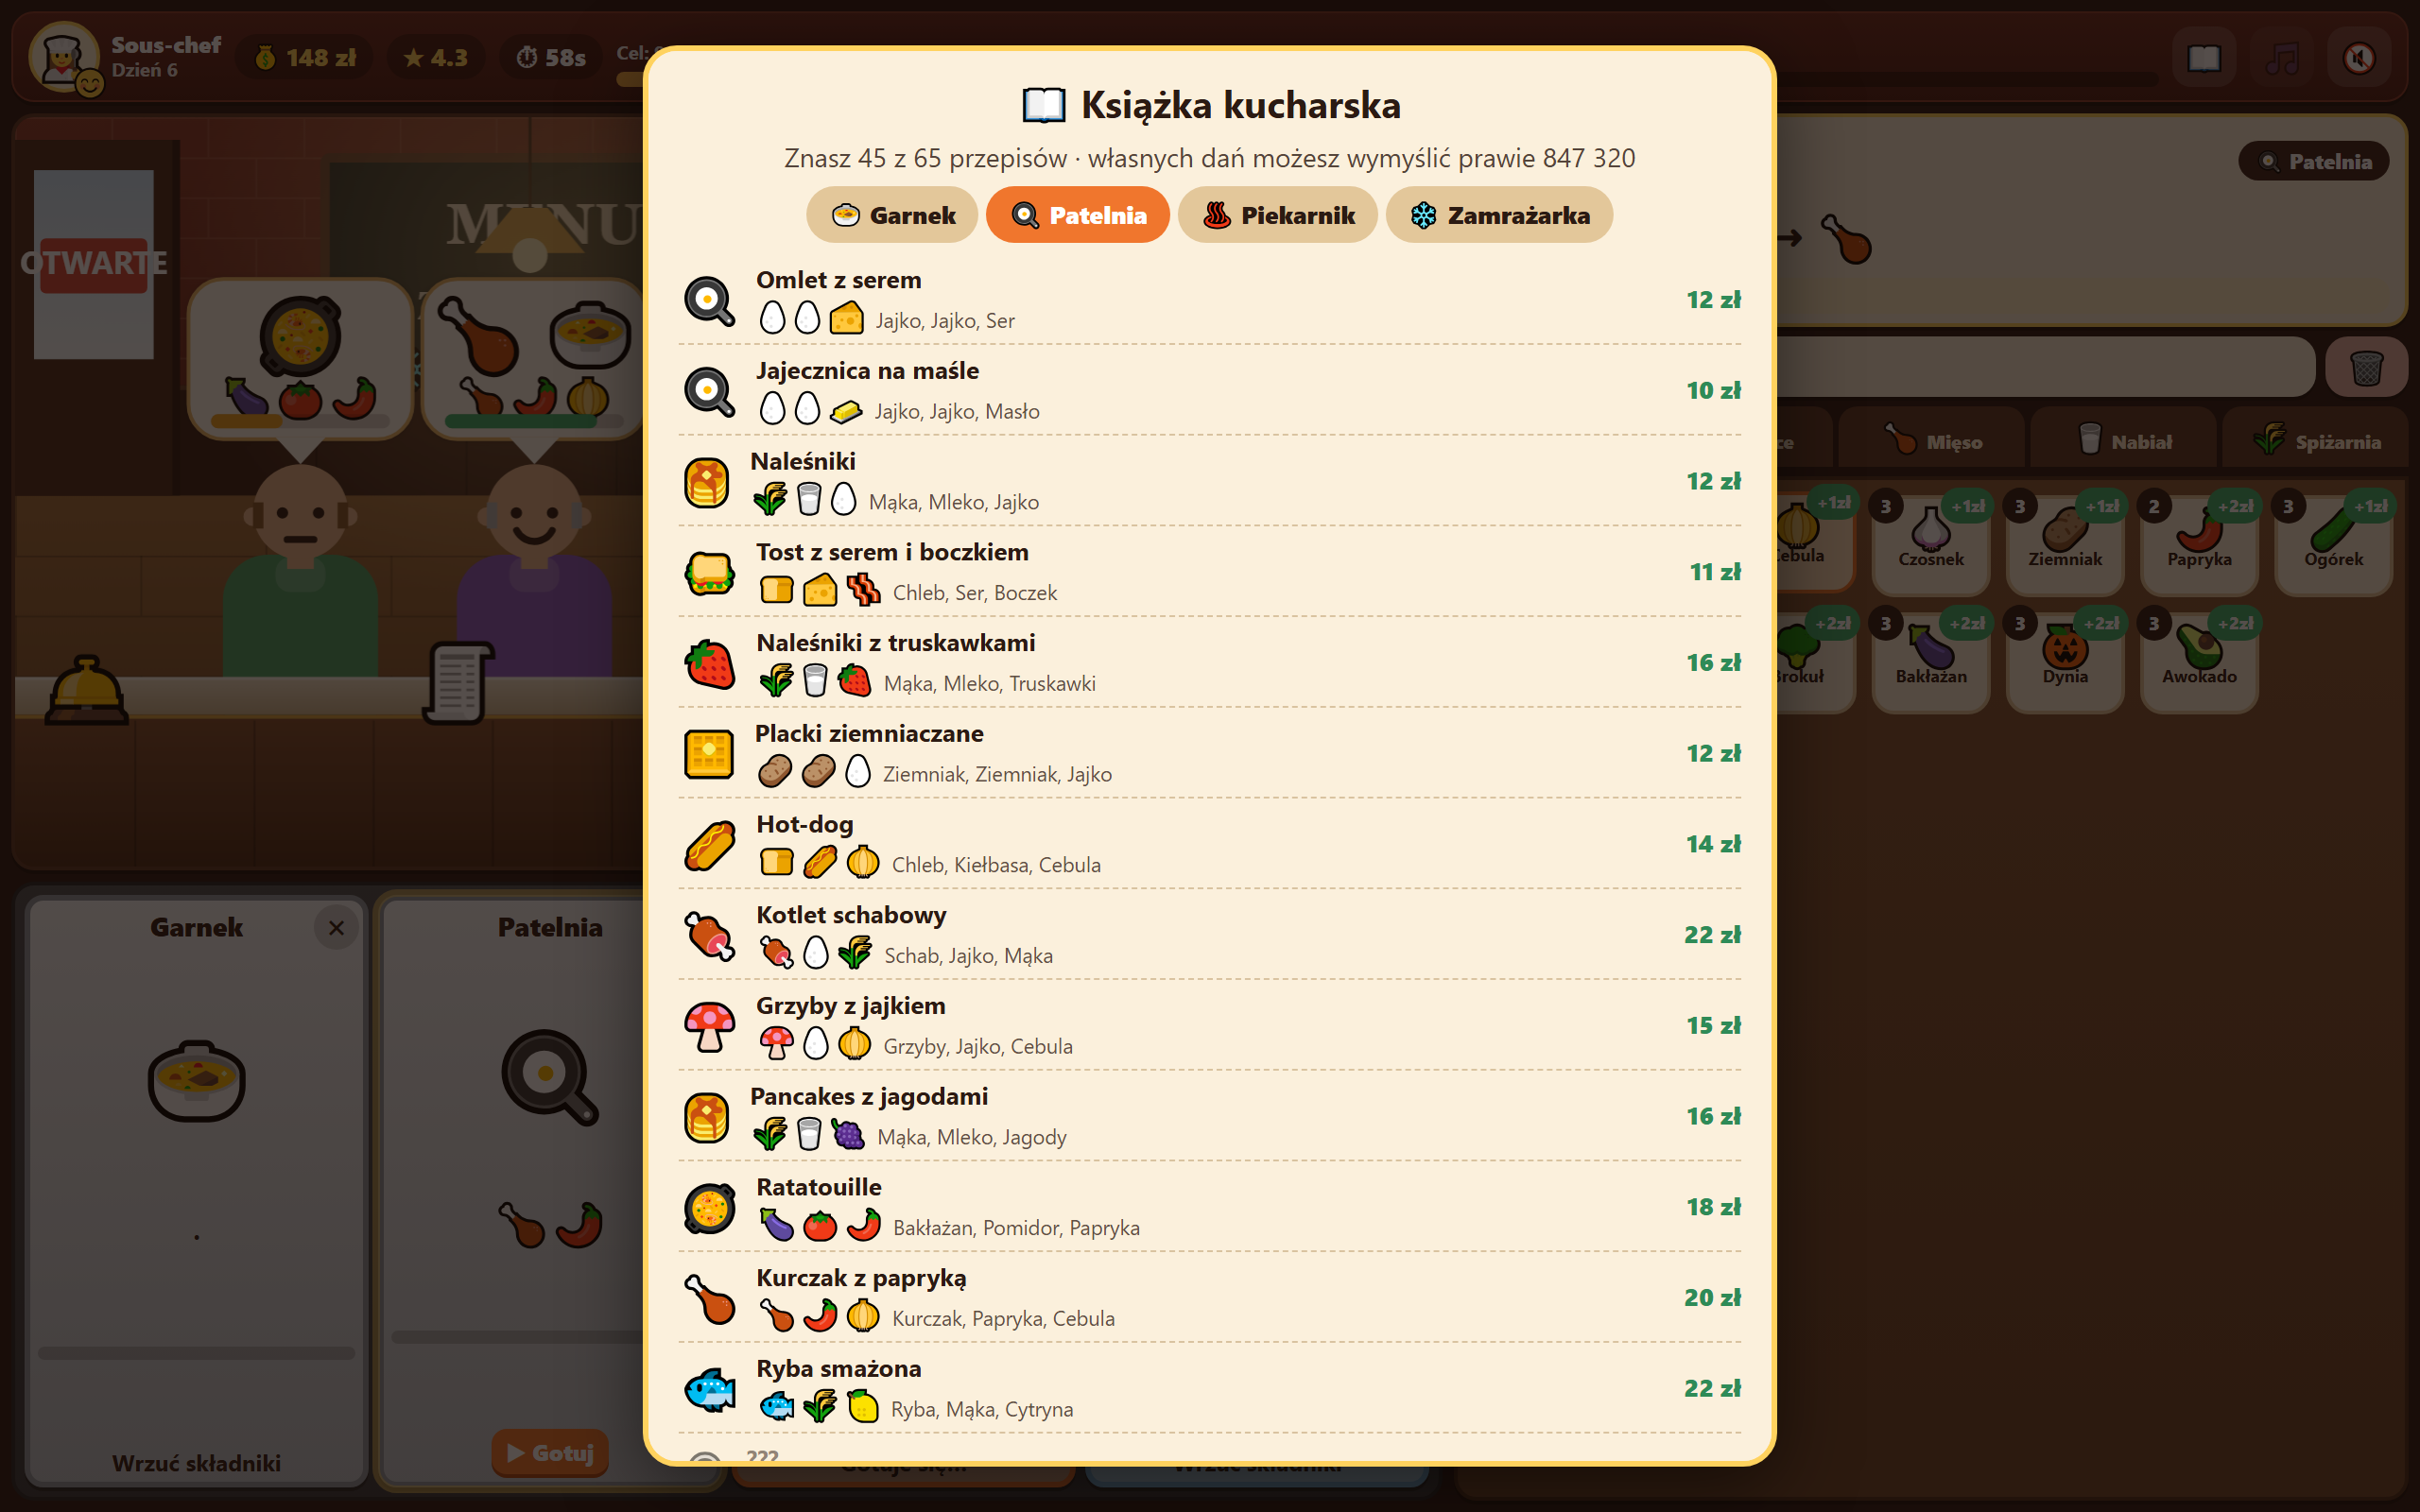 Sous-chef
Dzień 6
148 zł
★ 4.3
58s
Cel:
OTWARTE
MENU
📖 Książka kucharska
Znasz 45 z 65 przepisów · własnych dań możesz wymyślić prawie 847 320
Garnek
Patelnia
Piekarnik
Zamrażarka
Omlet z serem
Jajko, Jajko, Ser
12 zł
Jajecznica na maśle
Jajko, Jajko, Masło
10 zł
Naleśniki
Mąka, Mleko, Jajko
12 zł
Tost z serem i boczkiem
Chleb, Ser, Boczek
11 zł
Naleśniki z truskawkami
Mąka, Mleko, Truskawki
16 zł
Placki ziemniaczane
Ziemniak, Ziemniak, Jajko
12 zł
Hot-dog
Chleb, Kiełbasa, Cebula
14 zł
Kotlet schabowy
Schab, Jajko, Mąka
22 zł
Grzyby z jajkiem
Grzyby, Jajko, Cebula
15 zł
Pancakes z jagodami
Mąka, Mleko, Jagody
16 zł
Ratatouille
Bakłażan, Pomidor, Papryka
18 zł
Kurczak z papryką
Kurczak, Papryka, Cebula
20 zł
Ryba smażona
Ryba, Mąka, Cytryna
22 zł
???
Patelnia
Mięso
Nabiał
Spiżarnia
+1zł
Cebula
3
+1zł
Czosnek
3
+1zł
Ziemniak
2
+2zł
Papryka
3
+1zł
Ogórek
+2zł
Brokuł
3
+2zł
Bakłażan
3
+2zł
Dynia
3
+2zł
Awokado
Garnek
Wrzuć składniki
Patelnia
▶ Gotuj
Gotuje się...
Wrzuć składniki